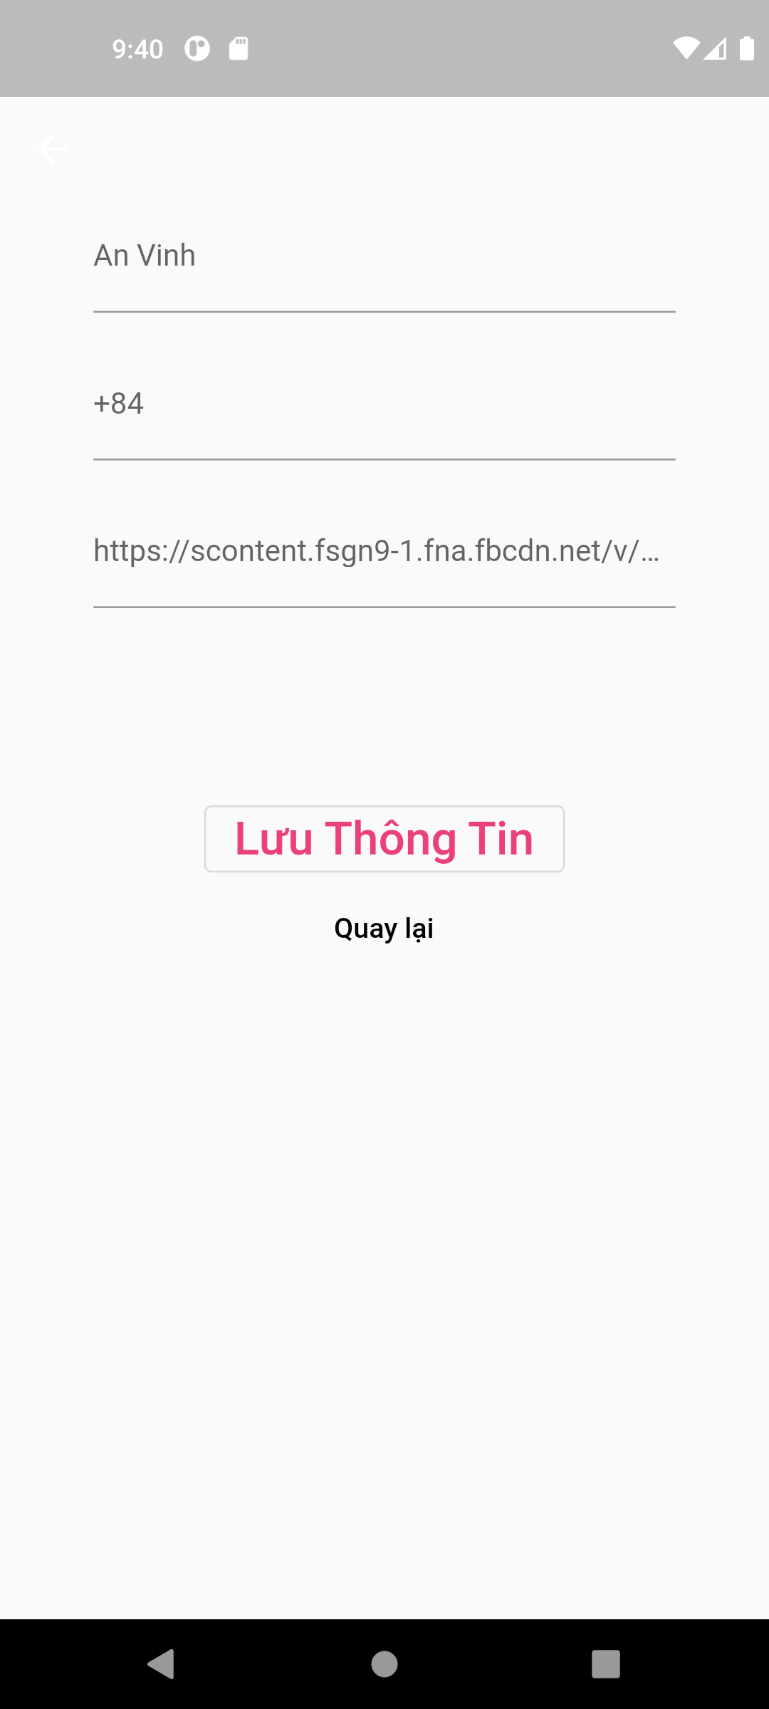 9:40
An Vinh
+84
https://scontent.fsgn9-1.fna.fbcdn.net/v/...
Lưu Thông Tin
Quay lại